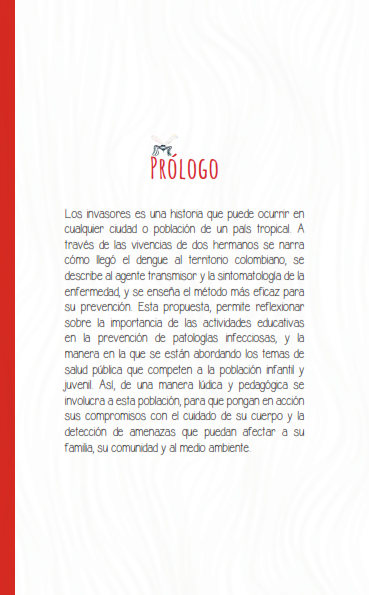 Prólogo
Los invasores es una historia que puede ocurrir en
cualquier ciudad o población de un país tropical. A
través de las vivencias de dos hermanos se narra
cómo llegó el dengue al territorio colombiano, se
describe al agente transmisor y la sintomatología de la
enfermedad, y se enseña el método más eficaz para
su prevención. Esta propuesta, permite reflexionar
sobre la importancia de las actividades educativas
en la prevención de patologías infecciosas, y la
manera en la que se están abordando los temas de
salud pública que competen a la población infantil y
juvenil. Así, de una manera lúdica y pedagógica se
involucra a esta población, para que pongan en acción
sus compromisos con el cuidado de su cuerpo y la
detección de amenazas que puedan afectar a su
familia, su comunidad y al medio ambiente.